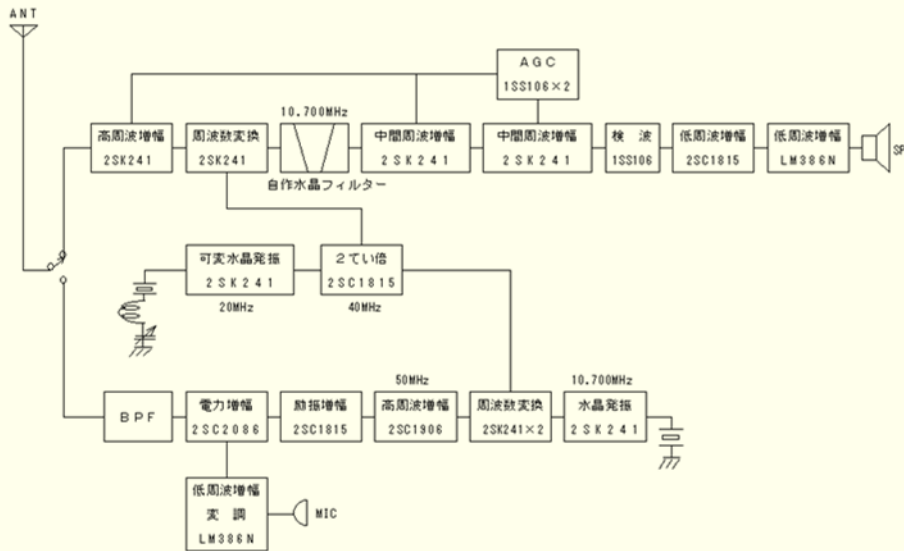 ANT
AGC
1SS106×2
10.700MHz
高周波増幅
2SK241
周波数変換
2SK241
自作水晶フィルター
中間周波増幅
2SK241
中間周波増幅
2SK241
検波
1SS106
低周波増幅
2SC1815
低周波増幅
LM386N
SP
可変水晶発振
2SK241
20MHz
2てい倍
2SC1815
40MHz
BPF
電力増幅
2SC2086
励振増幅
2SC1815
50MHz
高周波増幅
2SC1906
周波数変換
2SK241×2
10.700MHz
水晶発振
2SK241
低周波増幅
変調
LM386N
MIC